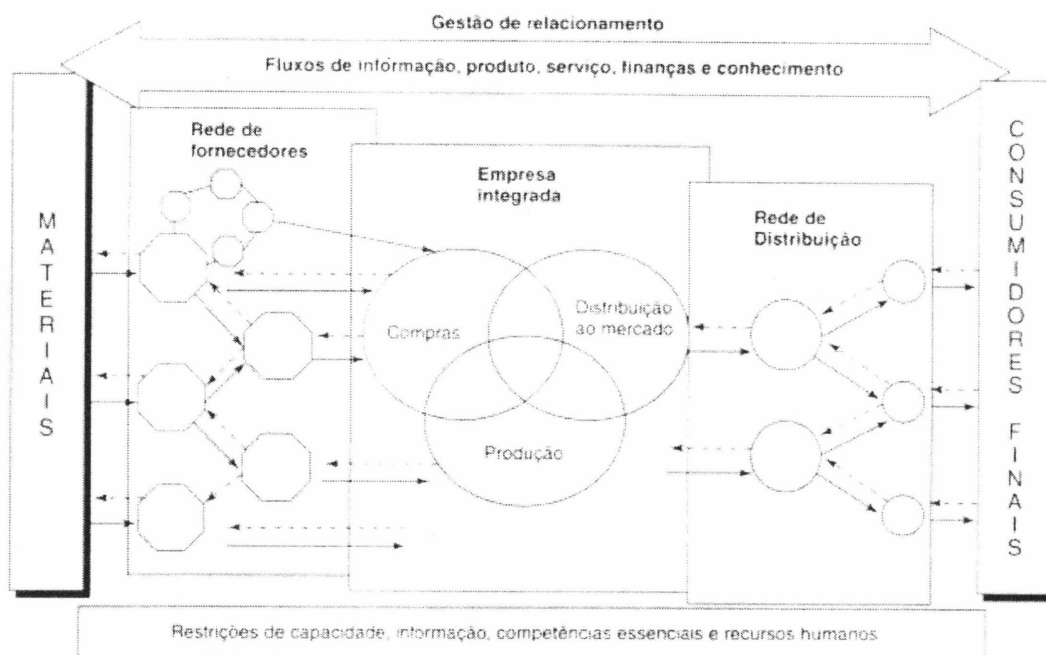 Gestão de relacionamento
Fluxos de informação, produto, serviço, finanças e conhecimento
MATERIAIS
Rede de
fornecedores
Empresa
integrada
Rede de
Distribuição
Compras
Distribuição
ao mercado
Produção
CONSUMIDORES FINAIS
Restrições de capacidade, informação, competências essenciais e recursos humanos